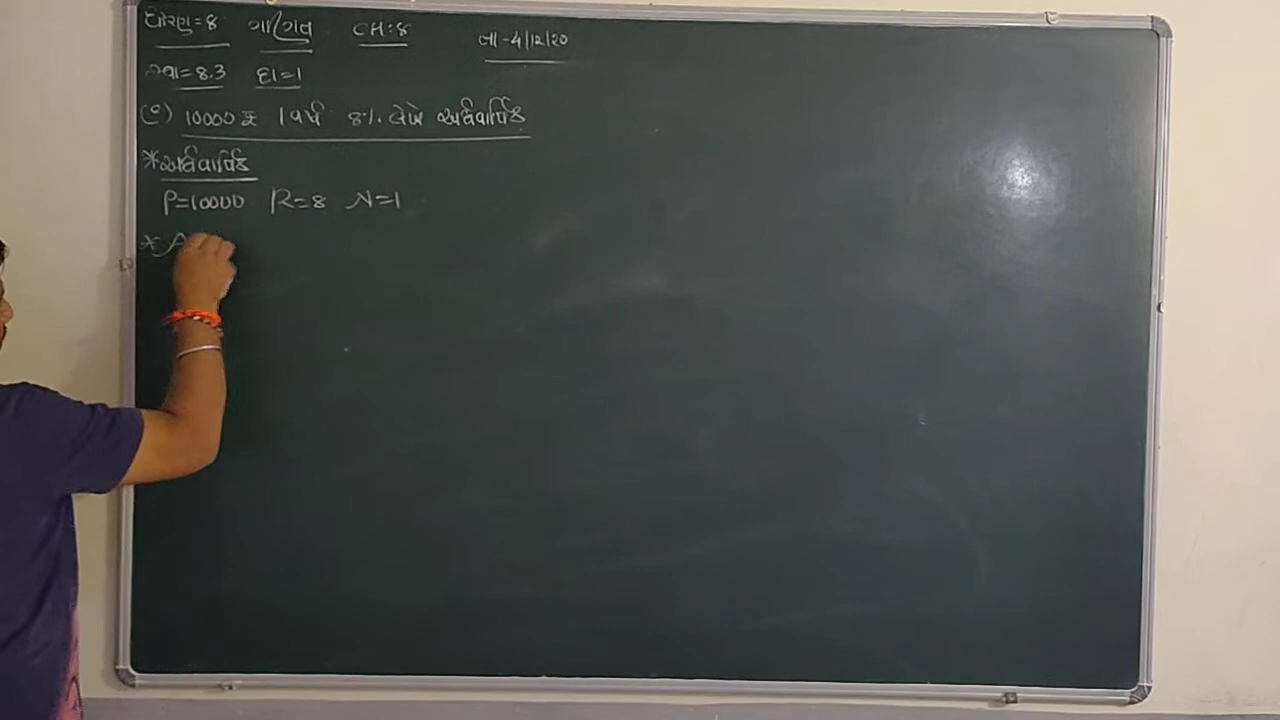 ધોરણ=8 ગણિત CH:8 તા-4/12/20
સ્વા=8.3 દા=1
(e) 10000 ₹ 1 વર્ષ 8% લેખે અર્ધવાર્ષિક
*અર્ધવાર્ષિક
P=10000 R=8 N=1
* A